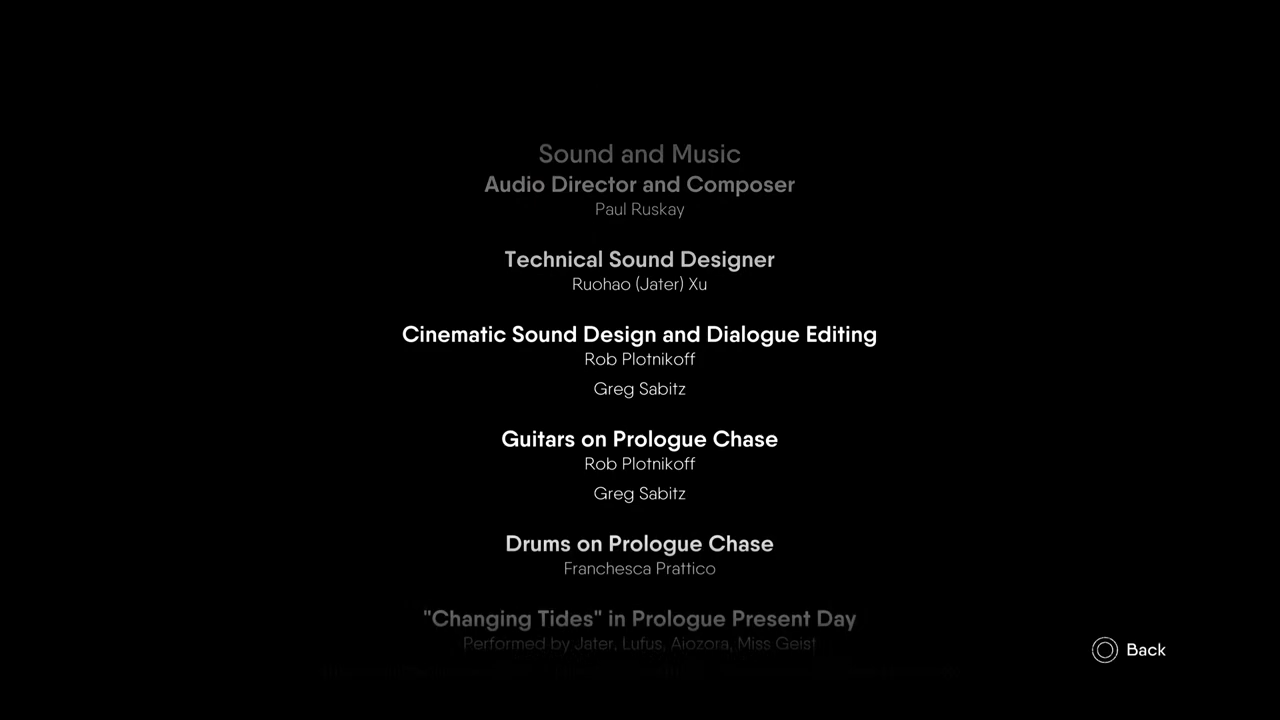 Sound and Music
Audio Director and Composer
Paul Ruskay
Technical Sound Designer
Ruohao (Jater) Xu
Cinematic Sound Design and Dialogue Editing
Rob Plotnikoff
Greg Sabitz
Guitars on Prologue Chase
Rob Plotnikoff
Greg Sabitz
Drums on Prologue Chase
Franchesca Prattico
"Changing Tides" in Prologue Present Day
Performed by Jater, Lufus, Aiozora, Miss Geist
Back